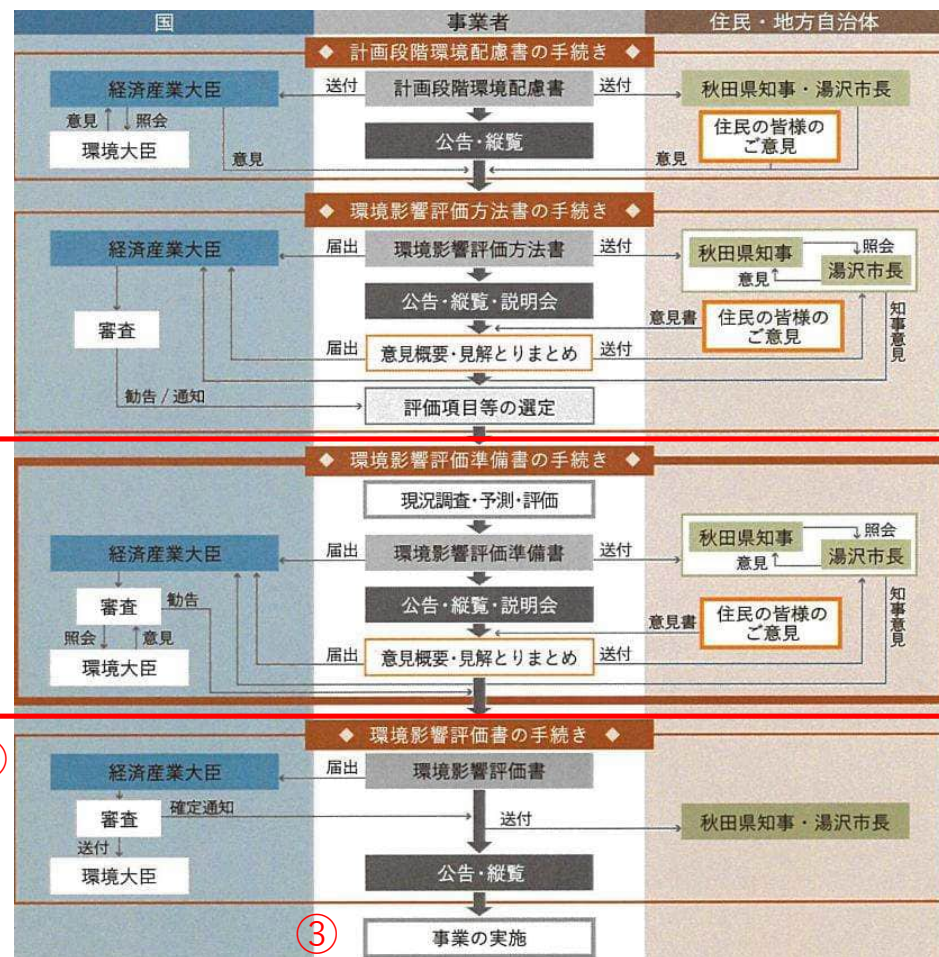 国 事業者 住民・地方自治体
◆ 計画段階環境配慮書の手続き ◆
経済産業大臣 送付 計画段階環境配慮書 送付 秋田県知事・湯沢市長
意見 照会
環境大臣
意見
公告・縦覧
住民の皆様の
ご意見
意見
◆ 環境影響評価方法書の手続き ◆
経済産業大臣 届出 環境影響評価方法書 送付 秋田県知事 照会
意見 湯沢市長
公告・縦覧・説明会
審査
意見書 住民の皆様の
ご意見
知事意見
届出 意見概要・見解とりまとめ 送付
勧告 / 通知
評価項目等の選定
◆ 環境影響評価準備書の手続き ◆
現況調査・予測・評価
経済産業大臣 届出 環境影響評価準備書 送付 秋田県知事 照会
意見 湯沢市長
審査 勧告
公告・縦覧・説明会
意見書 住民の皆様の
ご意見
知事意見
照会 意見
環境大臣
届出 意見概要・見解とりまとめ 送付
◆ 環境影響評価書の手続き ◆
経済産業大臣 届出 環境影響評価書
審査 確定通知
送付 秋田県知事・湯沢市長
送付
環境大臣
公告・縦覧
③ 事業の実施